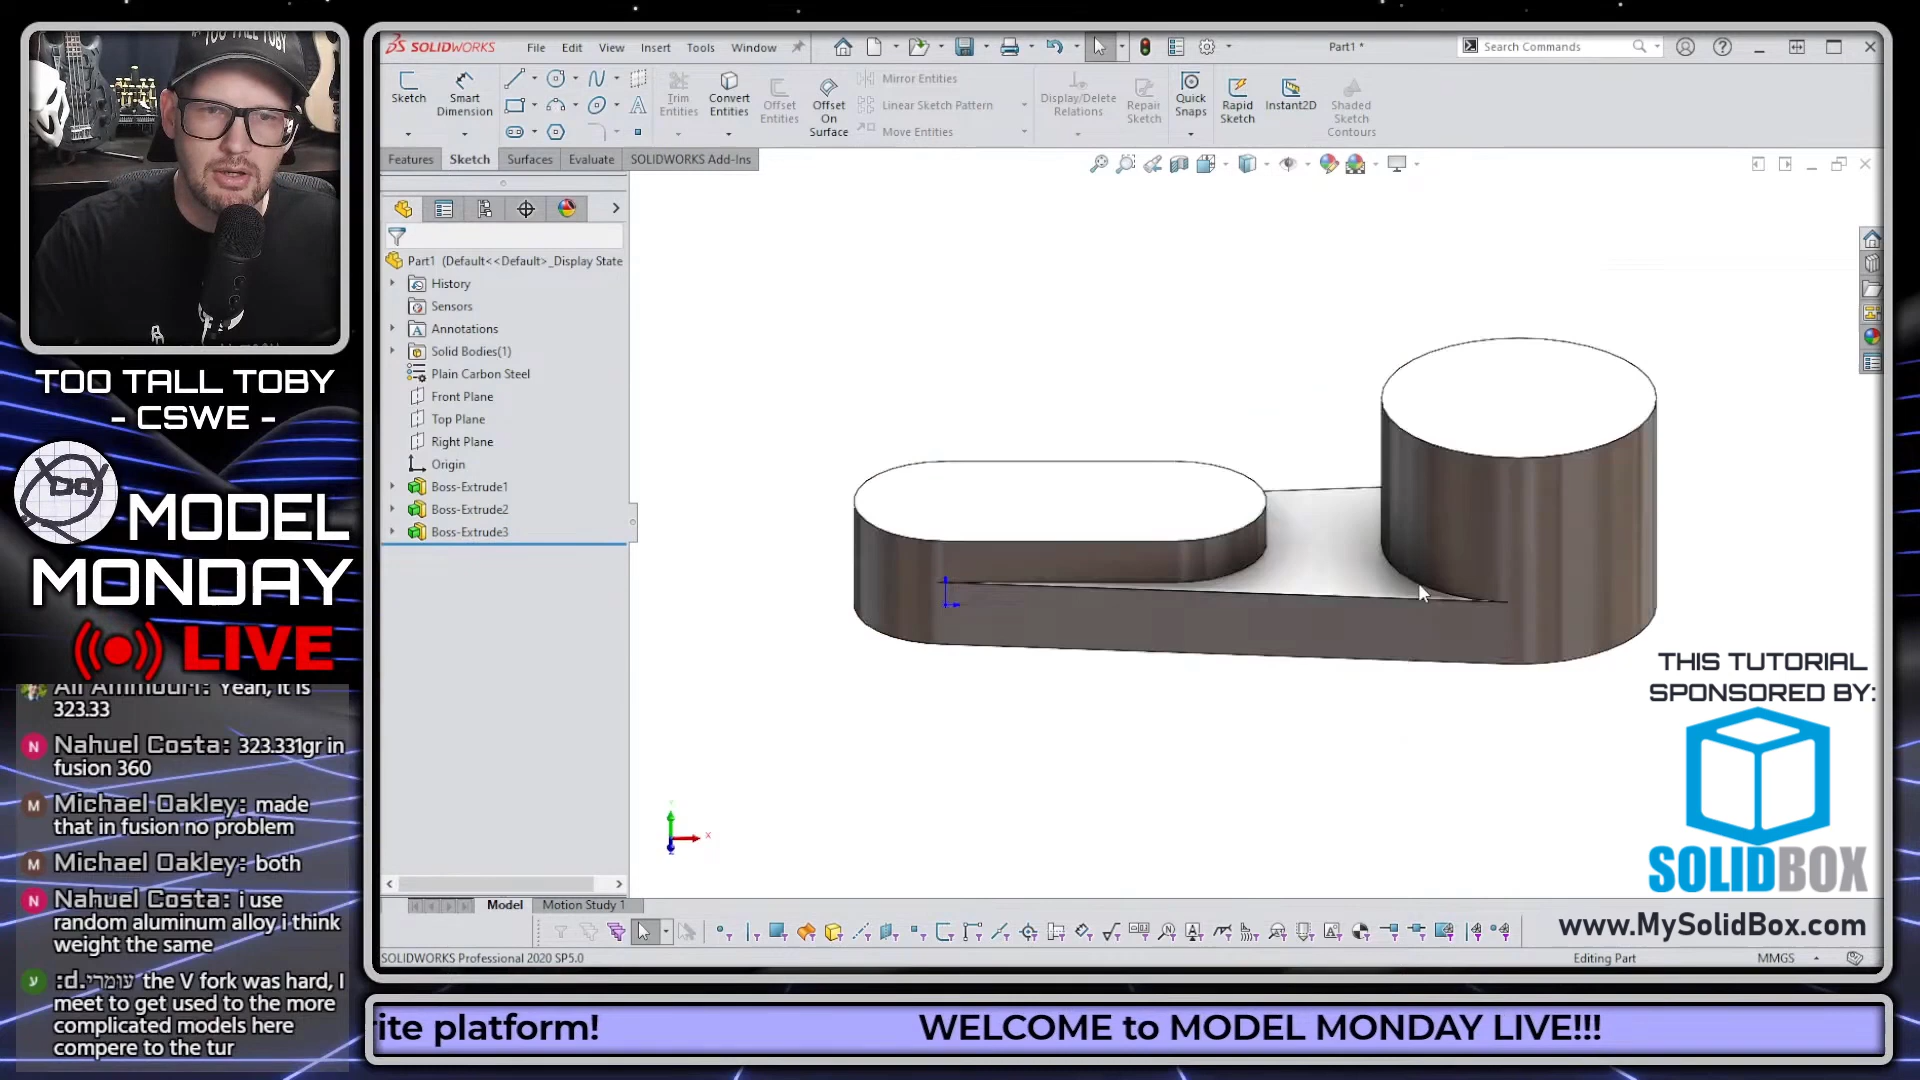 TOO TALL TOBY
SOLIDWORKS
File Edit View Insert Tools Window
Part1 *
Search Commands
Sketch
Smart Dimension
Trim Entities
Convert Entities
Offset Entities
Offset On Surface
Mirror Entities
Linear Sketch Pattern
Move Entities
Display/Delete Relations
Repair Sketch
Quick Snaps
Rapid Sketch
Instant2D
Shaded Sketch Contours
Features Sketch Surfaces Evaluate SOLIDWORKS Add-Ins
Part1 (Default<<Default>_Display State
History
Sensors
Annotations
Solid Bodies(1)
Plain Carbon Steel
Front Plane
Top Plane
Right Plane
Origin
Boss-Extrude1
Boss-Extrude2
Boss-Extrude3
X
Model Motion Study 1
SOLIDWORKS Professional 2020 SP5.0
Editing Part
MMGS
TOO TALL TOBY
- CSWE -
MODEL
MONDAY
LIVE
Ali Ammouri: Yeah, it is
323.33
N Nahuel Costa: 323.331gr in
fusion 360
M Michael Oakley: made
that in fusion no problem
M Michael Oakley: both
N Nahuel Costa: i use
random aluminum alloy i think
weight the same
ע עומרי.d: the V fork was hard, I
meet to get used to the more
complicated models here
compere to the tur
THIS TUTORIAL
SPONSORED BY:
SOLIDBOX
www.MySolidBox.com
rite platform! WELCOME to MODEL MONDAY LIVE!!!